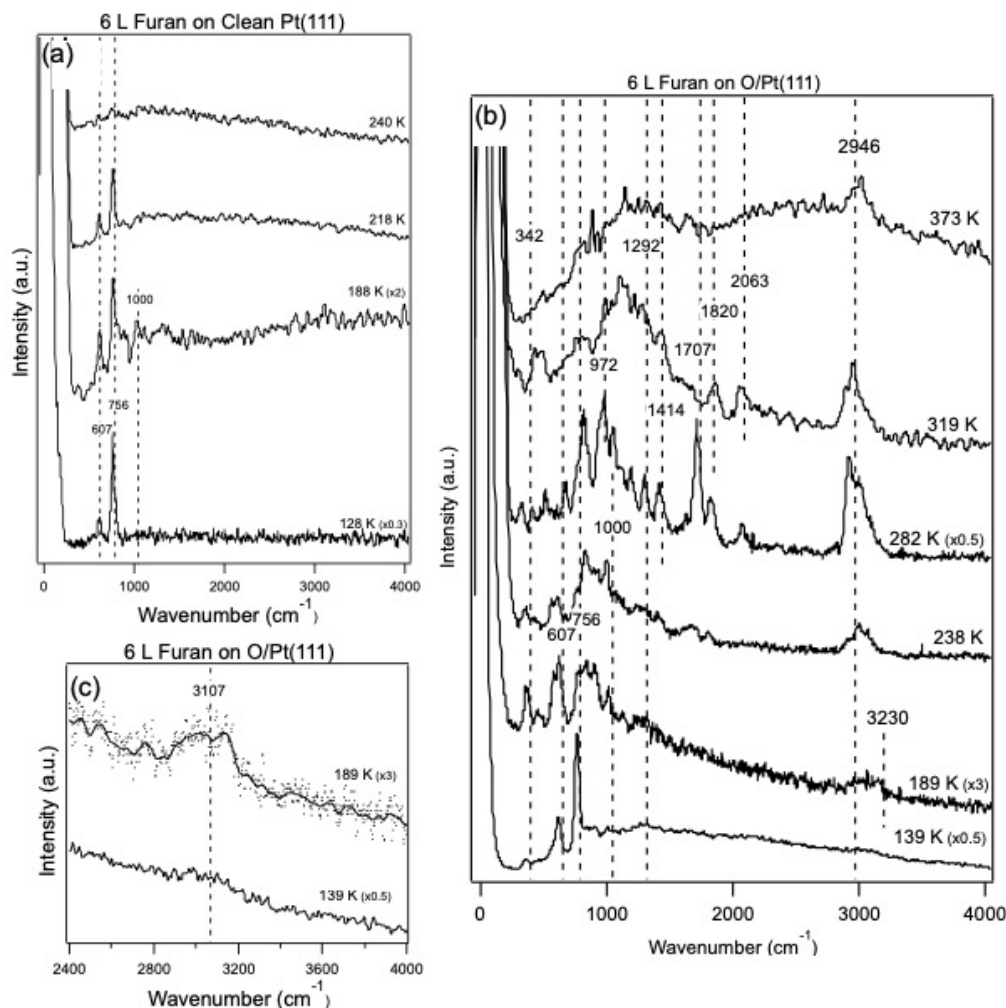 6 L Furan on Clean Pt(111)
(a)
240 K
218 K
188 K (x2)
1000
756
607
128 K (x0.3)
Intensity (a.u.)
0 1000 2000 3000 4000
Wavenumber (cm-1)
6 L Furan on O/Pt(111)
(b)
2946
373 K
342
1292
2063
1820
1707
972
1414
319 K
1000
282 K (x0.5)
756
607
238 K
3230
189 K (x3)
139 K (x0.5)
Intensity (a.u.)
0 1000 2000 3000 4000
Wavenumber (cm-1)
6 L Furan on O/Pt(111)
(c)
3107
189 K (x3)
139 K (x0.5)
Intensity (a.u.)
2400 2800 3200 3600 4000
Wavenumber (cm-1)